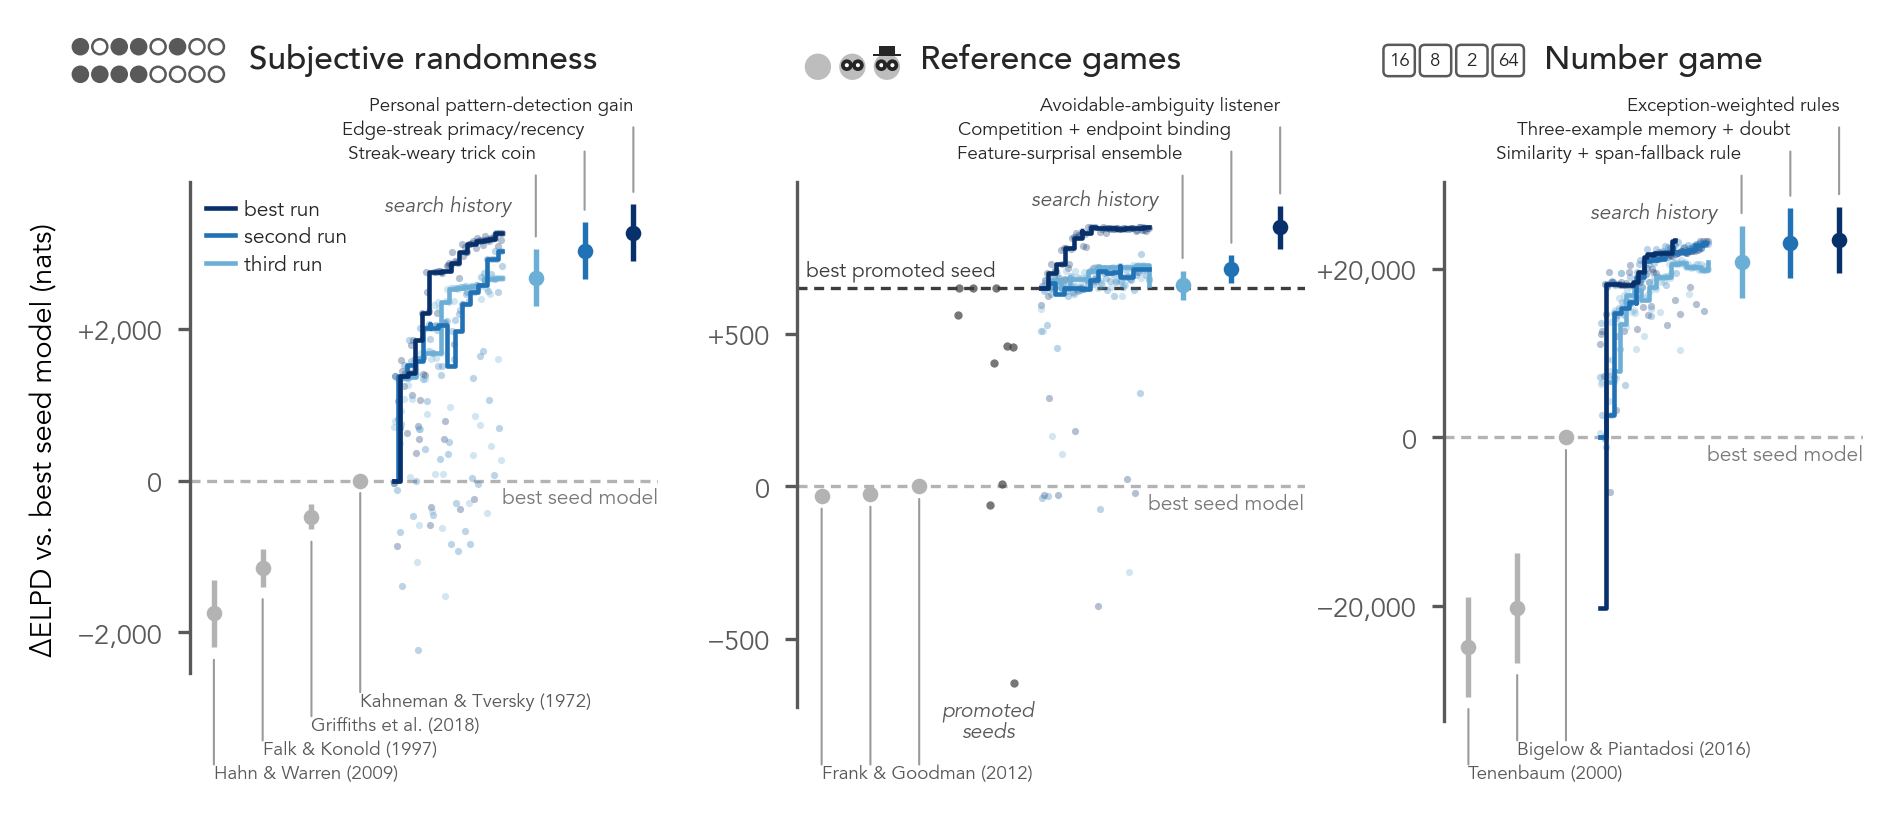 Subjective randomness
Personal pattern-detection gain
Edge-streak primacy/recency
Streak-weary trick coin
search history
best run
second run
third run
ΔELPD vs. best seed model (nats)
+2,000
0
−2,000
best seed model
Kahneman & Tversky (1972)
Griffiths et al. (2018)
Falk & Konold (1997)
Hahn & Warren (2009)
Reference games
Avoidable-ambiguity listener
Competition + endpoint binding
Feature-surprisal ensemble
search history
best promoted seed
+500
0
−500
best seed model
promoted
seeds
Frank & Goodman (2012)
16 8 2 64
Number game
Exception-weighted rules
Three-example memory + doubt
Similarity + span-fallback rule
search history
+20,000
0
−20,000
best seed model
Bigelow & Piantadosi (2016)
Tenenbaum (2000)